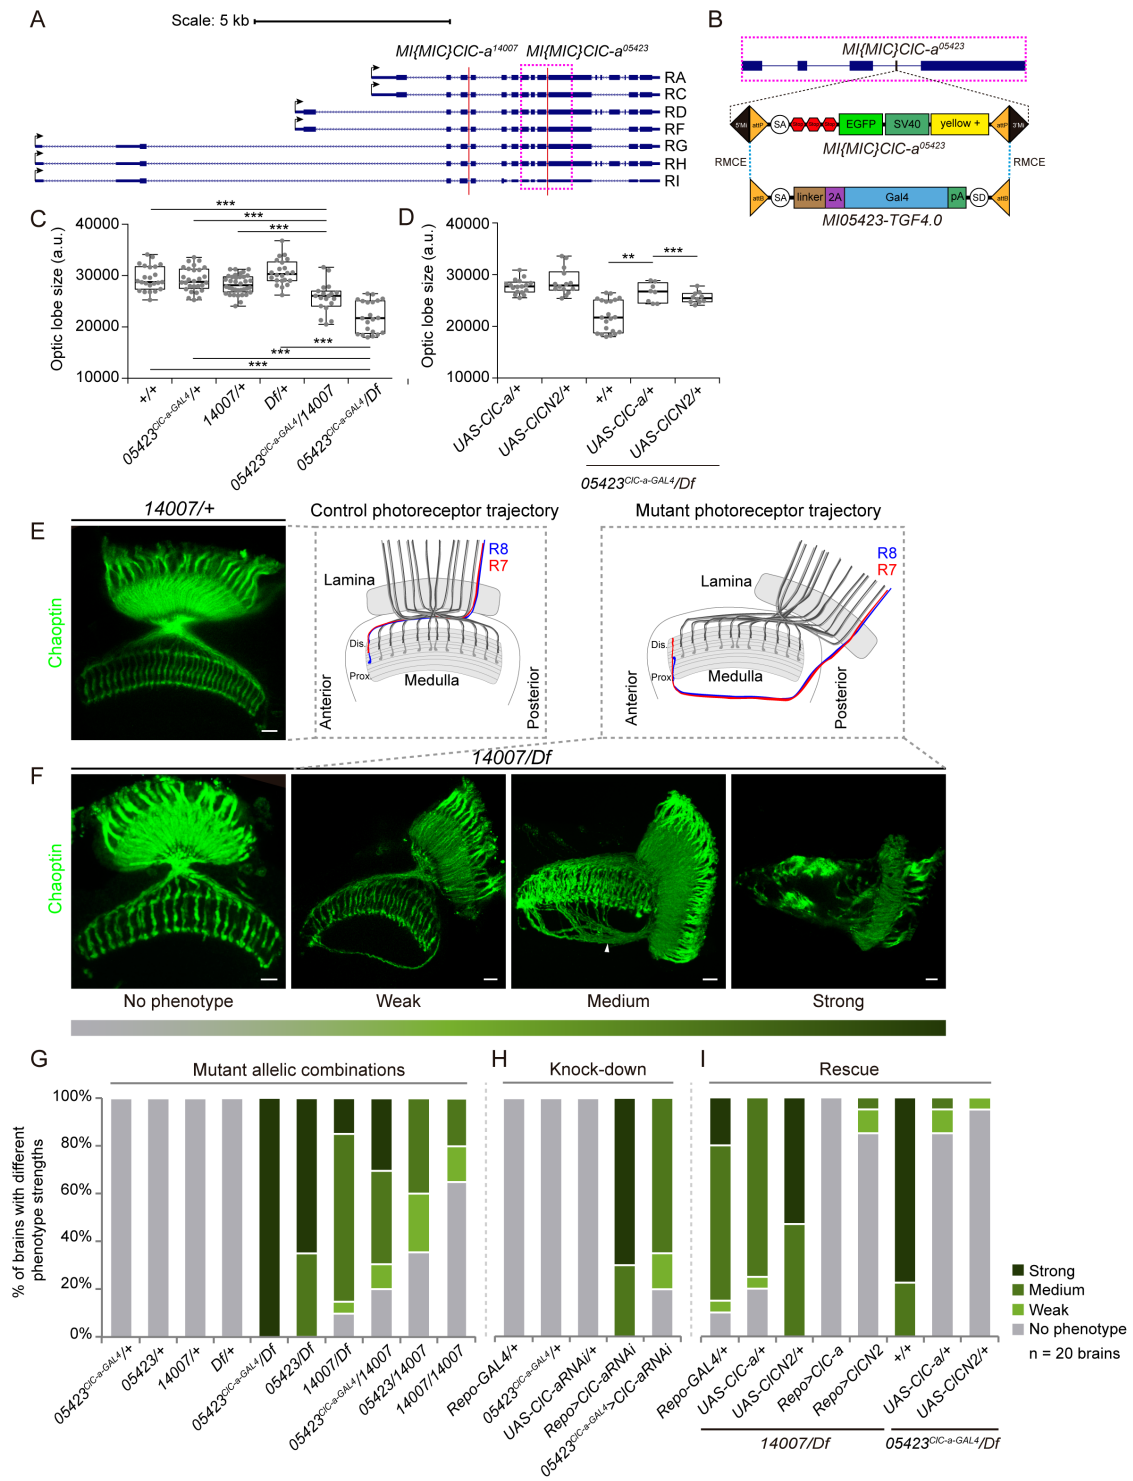 A
Scale: 5 kb
MI{MIC}ClC-a14007
MI{MIC}ClC-a05423
RA
RC
RD
RF
RG
RH
RI
B
MI{MIC}ClC-a05423
5'Mi
attP
SA
EGFP
SV40
yellow +
attP
3'Mi
MI{MIC}ClC-a05423
RMCE
RMCE
attB
SA
linker
2A
Gal4
pA
SD
attB
MI05423-TGF4.0
C
Optic lobe size (a.u.)
40000
30000
20000
10000
***
***
***
***
***
***
+/+
05423ClC-a-GAL4/+
14007/+
Df/+
05423ClC-a-GAL4/14007
05423ClC-a-GAL4/Df
D
Optic lobe size (a.u.)
40000
30000
20000
10000
**
***
UAS-ClC-a/+
UAS-ClCN2/+
+/+
UAS-ClC-a/+
UAS-ClCN2/+
05423ClC-a-GAL4/Df
E
14007/+
Chaoptin
Control photoreceptor trajectory
R8
R7
Lamina
Dis.
Prox.
Medulla
Anterior
Posterior
Mutant photoreceptor trajectory
R8
R7
Lamina
Dis.
Prox.
Medulla
Anterior
Posterior
F
14007/Df
Chaoptin
No phenotype
Weak
Medium
Strong
G
Mutant allelic combinations
% of brains with different
phenotype strengths
100%
80%
60%
40%
20%
0%
05423ClC-a-GAL4/+
05423/+
14007/+
Df/+
05423ClC-a-GAL4/Df
05423/Df
14007/Df
05423ClC-a-GAL4/14007
05423/14007
14007/14007
H
Knock-down
Repo-GAL4/+
05423ClC-a-GAL4/+
UAS-ClC-aRNAi/+
Repo>ClC-aRNAi
05423ClC-a-GAL4>ClC-aRNAi
I
Rescue
Repo-GAL4/+
UAS-ClC-a/+
UAS-ClCN2/+
Repo>ClC-a
Repo>ClCN2
+/+
UAS-ClC-a/+
UAS-ClCN2/+
14007/Df
05423ClC-a-GAL4/Df
Strong
Medium
Weak
No phenotype
n = 20 brains